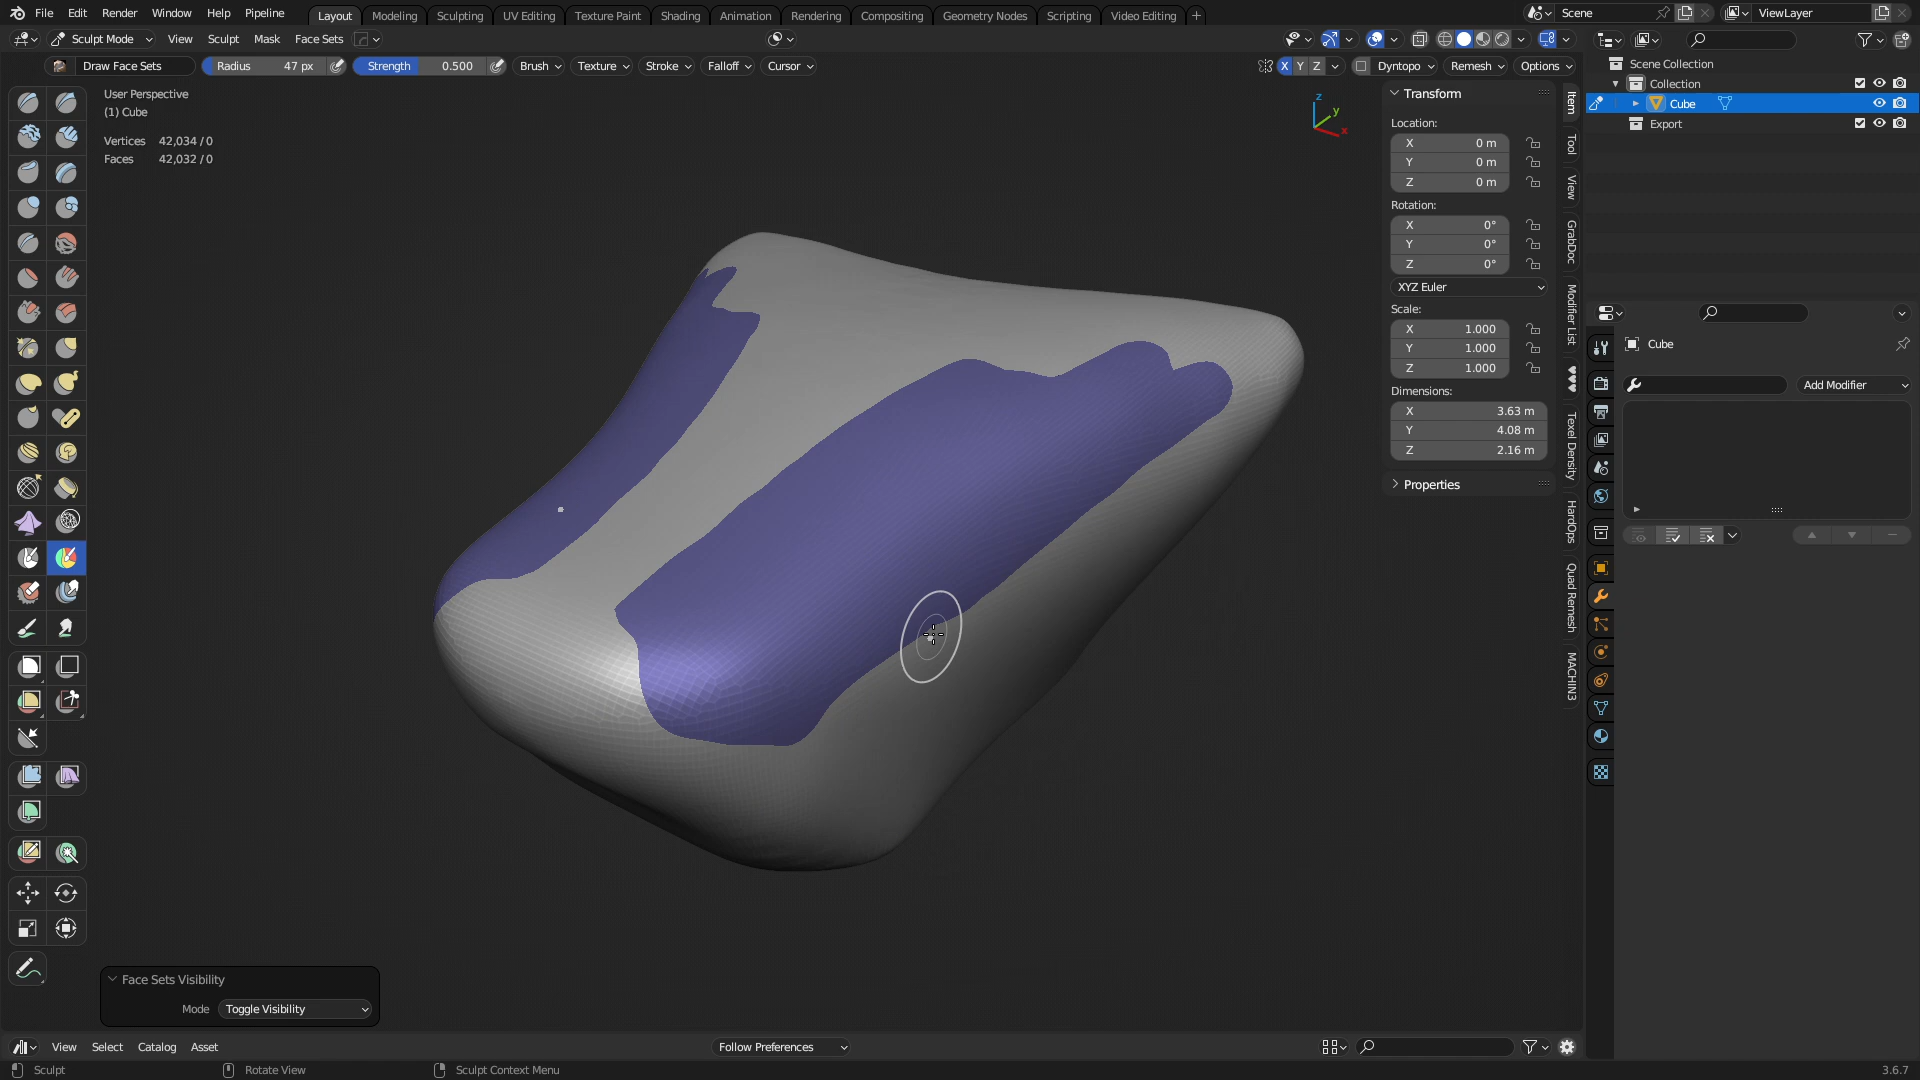 File Edit Render Window Help Pipeline Layout Modeling Sculpting UV Editing Texture Paint Shading Animation Rendering Compositing Geometry Nodes Scripting Video Editing + Scene ViewLayer
Sculpt Mode View Sculpt Mask Face Sets
Draw Face Sets Radius 47 px Strength 0.500 Brush Texture Stroke Falloff Cursor X Y Z Dyntopo Remesh Options
User Perspective
(1) Cube
Vertices 42,034 / 0
Faces 42,032 / 0
z
y
x
Transform
Location:
X 0 m
Y 0 m
Z 0 m
Rotation:
X 0°
Y 0°
Z 0°
XYZ Euler
Scale:
X 1.000
Y 1.000
Z 1.000
Dimensions:
X 3.63 m
Y 4.08 m
Z 2.16 m
Properties
Item
Tool
View
GrabDoc
Modifier List
Texel Density
HardOps
Quad Remesh
MACHIN3
Scene Collection
Collection
Cube
Export
Cube
Add Modifier
Face Sets Visibility
Mode Toggle Visibility
View Select Catalog Asset Follow Preferences
Sculpt Rotate View Sculpt Context Menu 3.6.7